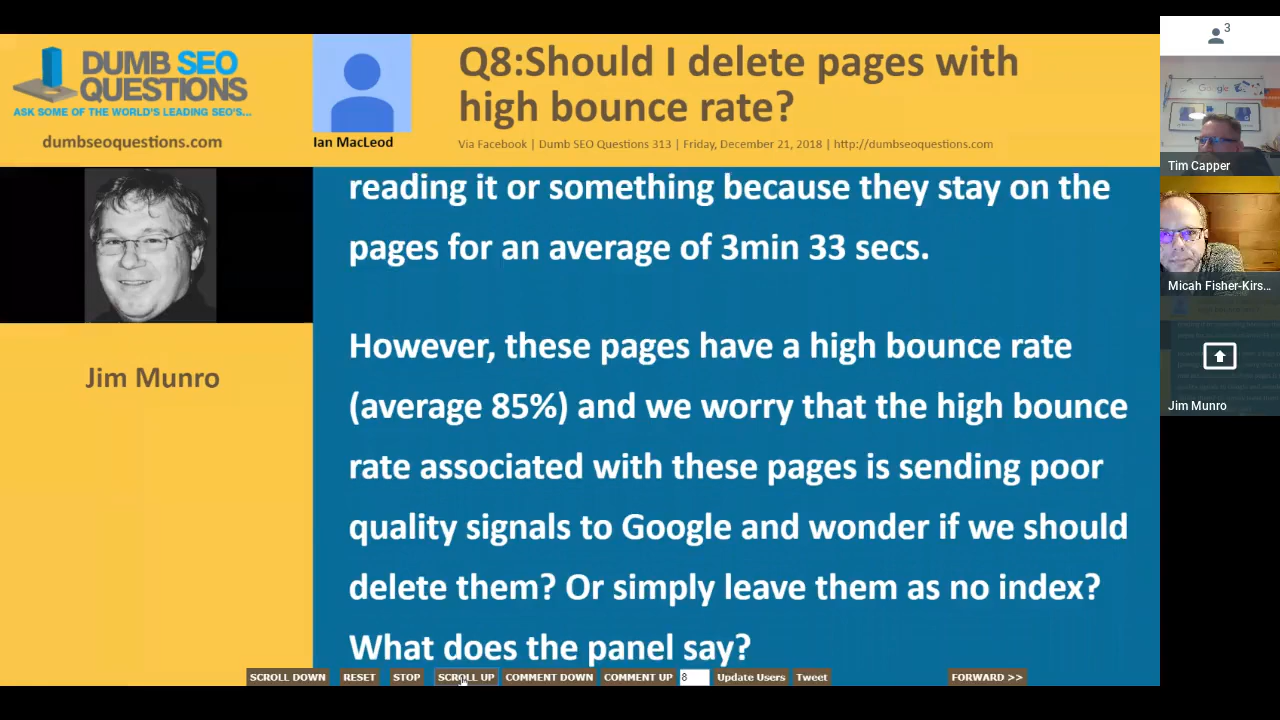 DUMB SEO
QUESTIONS
ASK SOME OF THE WORLD'S LEADING SEO'S...
dumbseoquestions.com
Ian MacLeod
Q8:Should I delete pages with
high bounce rate?
Via Facebook | Dumb SEO Questions 313 | Friday, December 21, 2018 | http://dumbseoquestions.com
Jim Munro
reading it or something because they stay on the
pages for an average of 3min 33 secs.
However, these pages have a high bounce rate
(average 85%) and we worry that the high bounce
rate associated with these pages is sending poor
quality signals to Google and wonder if we should
delete them? Or simply leave them as no index?
What does the panel say?
SCROLL DOWN RESET STOP SCROLL UP COMMENT DOWN COMMENT UP 8 Update Users Tweet FORWARD >>
3
Google
Tim Capper
Micah Fisher-Kirs...
Jim Munro